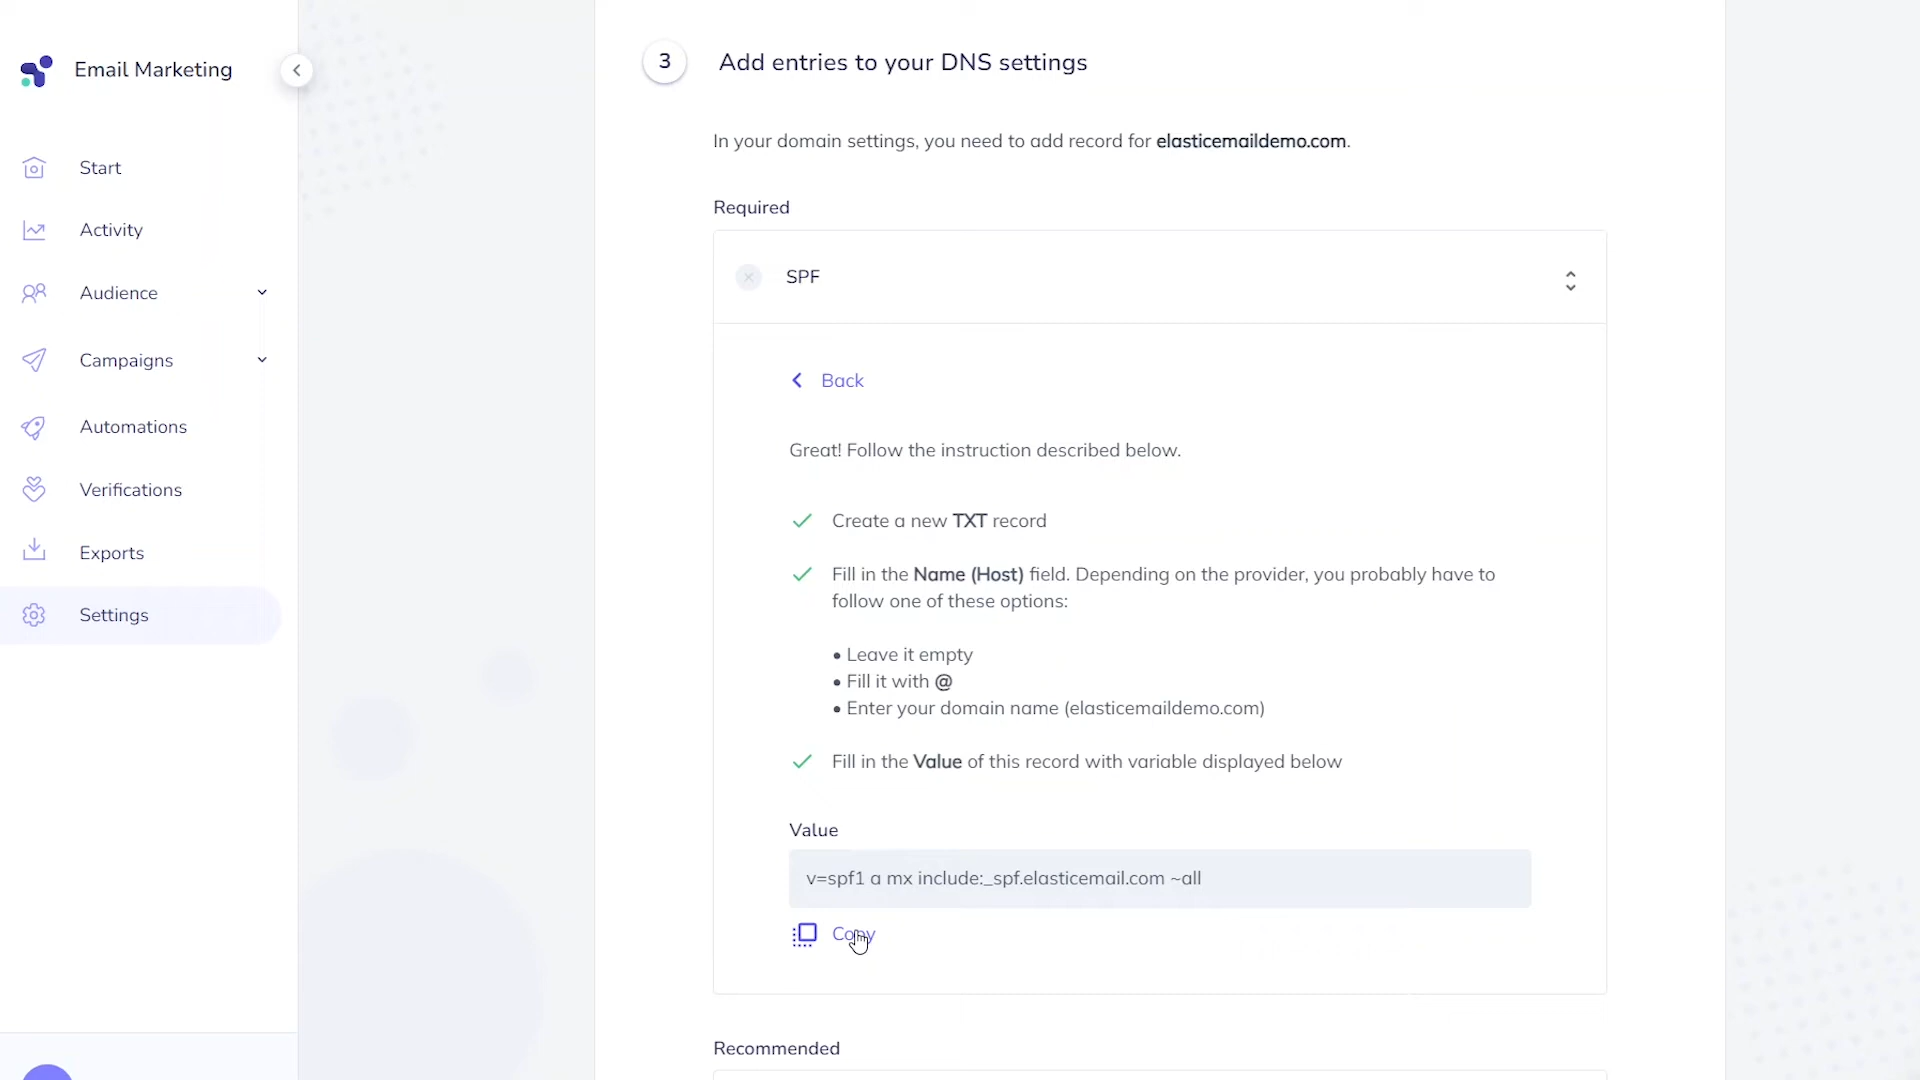 Email Marketing
Start
Activity
Audience
Campaigns
Automations
Verifications
Exports
Settings
3
Add entries to your DNS settings
In your domain settings, you need to add record for elasticemaildemo.com.
Required
SPF
Back
Great! Follow the instruction described below.
Create a new TXT record
Fill in the Name (Host) field. Depending on the provider, you probably have to
follow one of these options:
• Leave it empty
• Fill it with @
• Enter your domain name (elasticemaildemo.com)
Fill in the Value of this record with variable displayed below
Value
v=spf1 a mx include:_spf.elasticemail.com ~all
Copy
Recommended